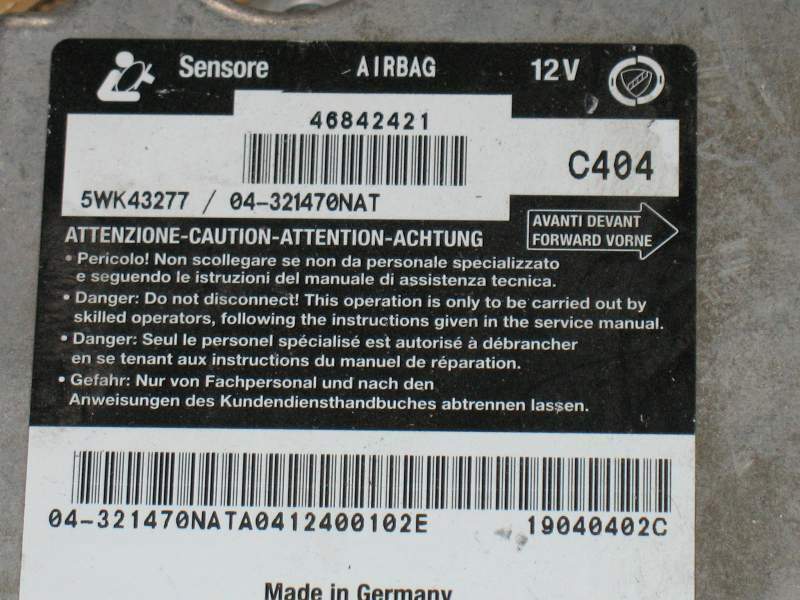 Sensore AIRBAG 12V
46842421
C404
5WK43277 / 04-321470NAT
AVANTI DEVANT
FORWARD VORNE
ATTENZIONE-CAUTION-ATTENTION-ACHTUNG
• Pericolo! Non scollegare se non da personale specializzato
e seguendo le istruzioni del manuale di assistenza tecnica.
• Danger: Do not disconnect! This operation is only to be carried out by
skilled operators, following the instructions given in the service manual.
• Danger: Seul le personel spécialisé est autorisé à débrancher
en se tenant aux instructions du manuel de réparation.
• Gefahr: Nur von Fachpersonal und nach den
Anweisungen des Kundendiensthandbuches abtrennen lassen.
04-321470NATA0412400102E 19040402C
Made in Germany